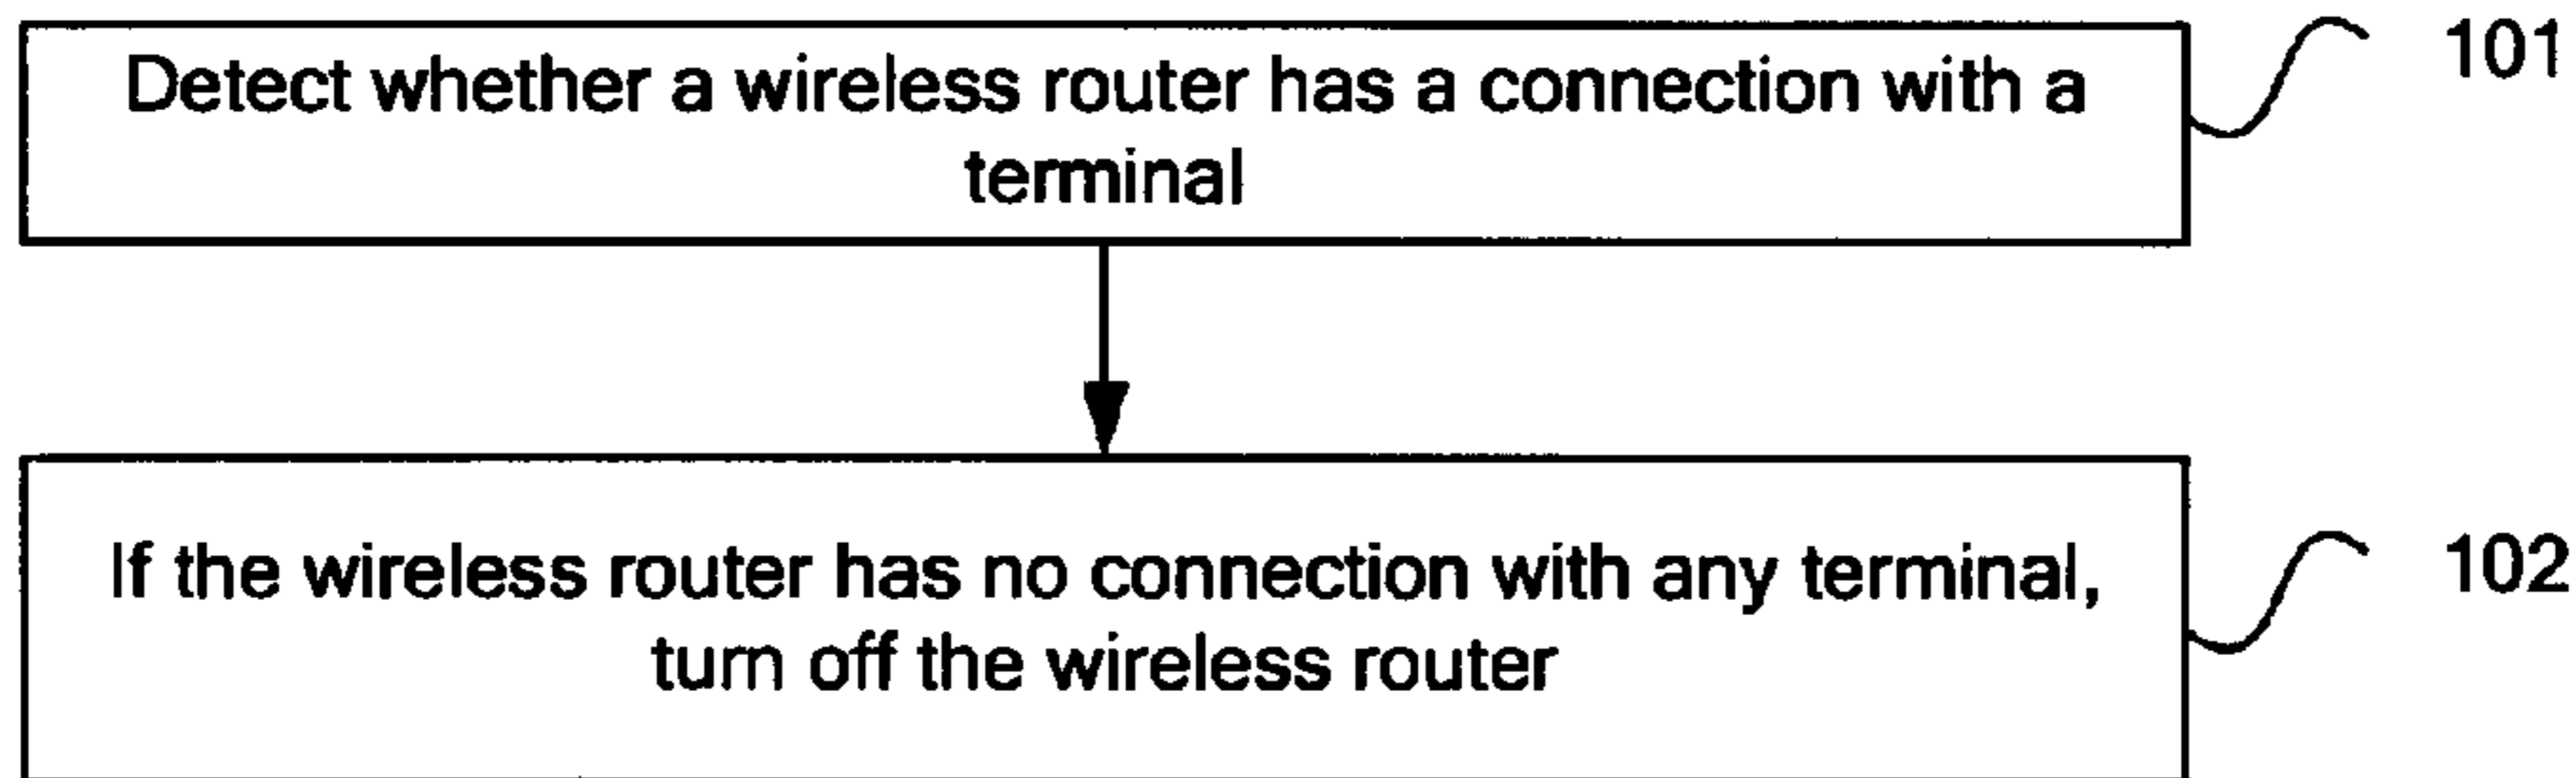 Detect whether a wireless router has a connection with a
terminal
101
If the wireless router has no connection with any terminal,
turn off the wireless router
102